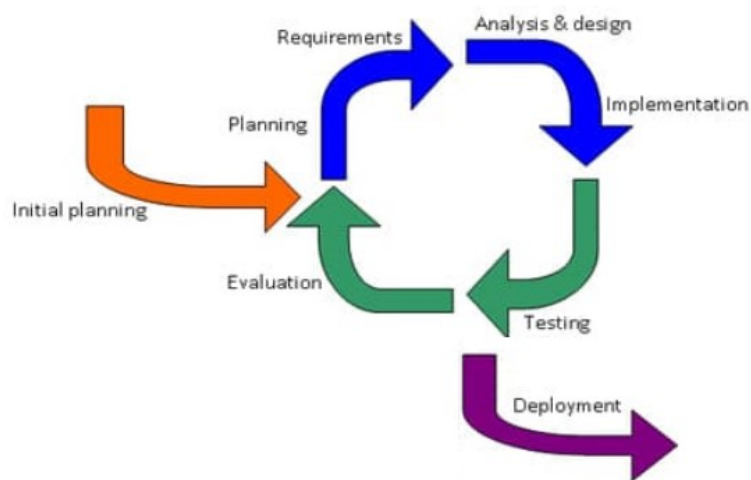 Analysis & design
Requirements
Implementation
Planning
Initial planning
Evaluation
Testing
Deployment